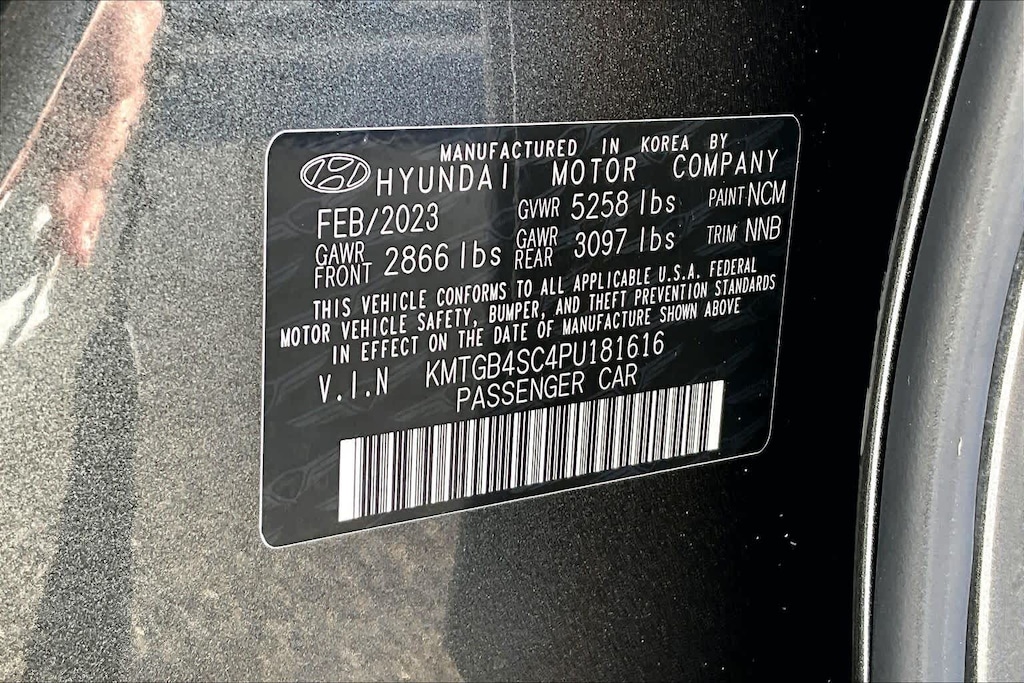 MANUFACTURED IN KOREA BY
HYUNDAI MOTOR COMPANY
FEB/2023 GVWR 5258 lbs PAINT NCM
GAWR FRONT 2866 lbs GAWR REAR 3097 lbs TRIM NNB
THIS VEHICLE CONFORMS TO ALL APPLICABLE U.S.A. FEDERAL
MOTOR VEHICLE SAFETY, BUMPER, AND THEFT PREVENTION STANDARDS
IN EFFECT ON THE DATE OF MANUFACTURE SHOWN ABOVE
V.I.N KMTGB4SC4PU181616
PASSENGER CAR